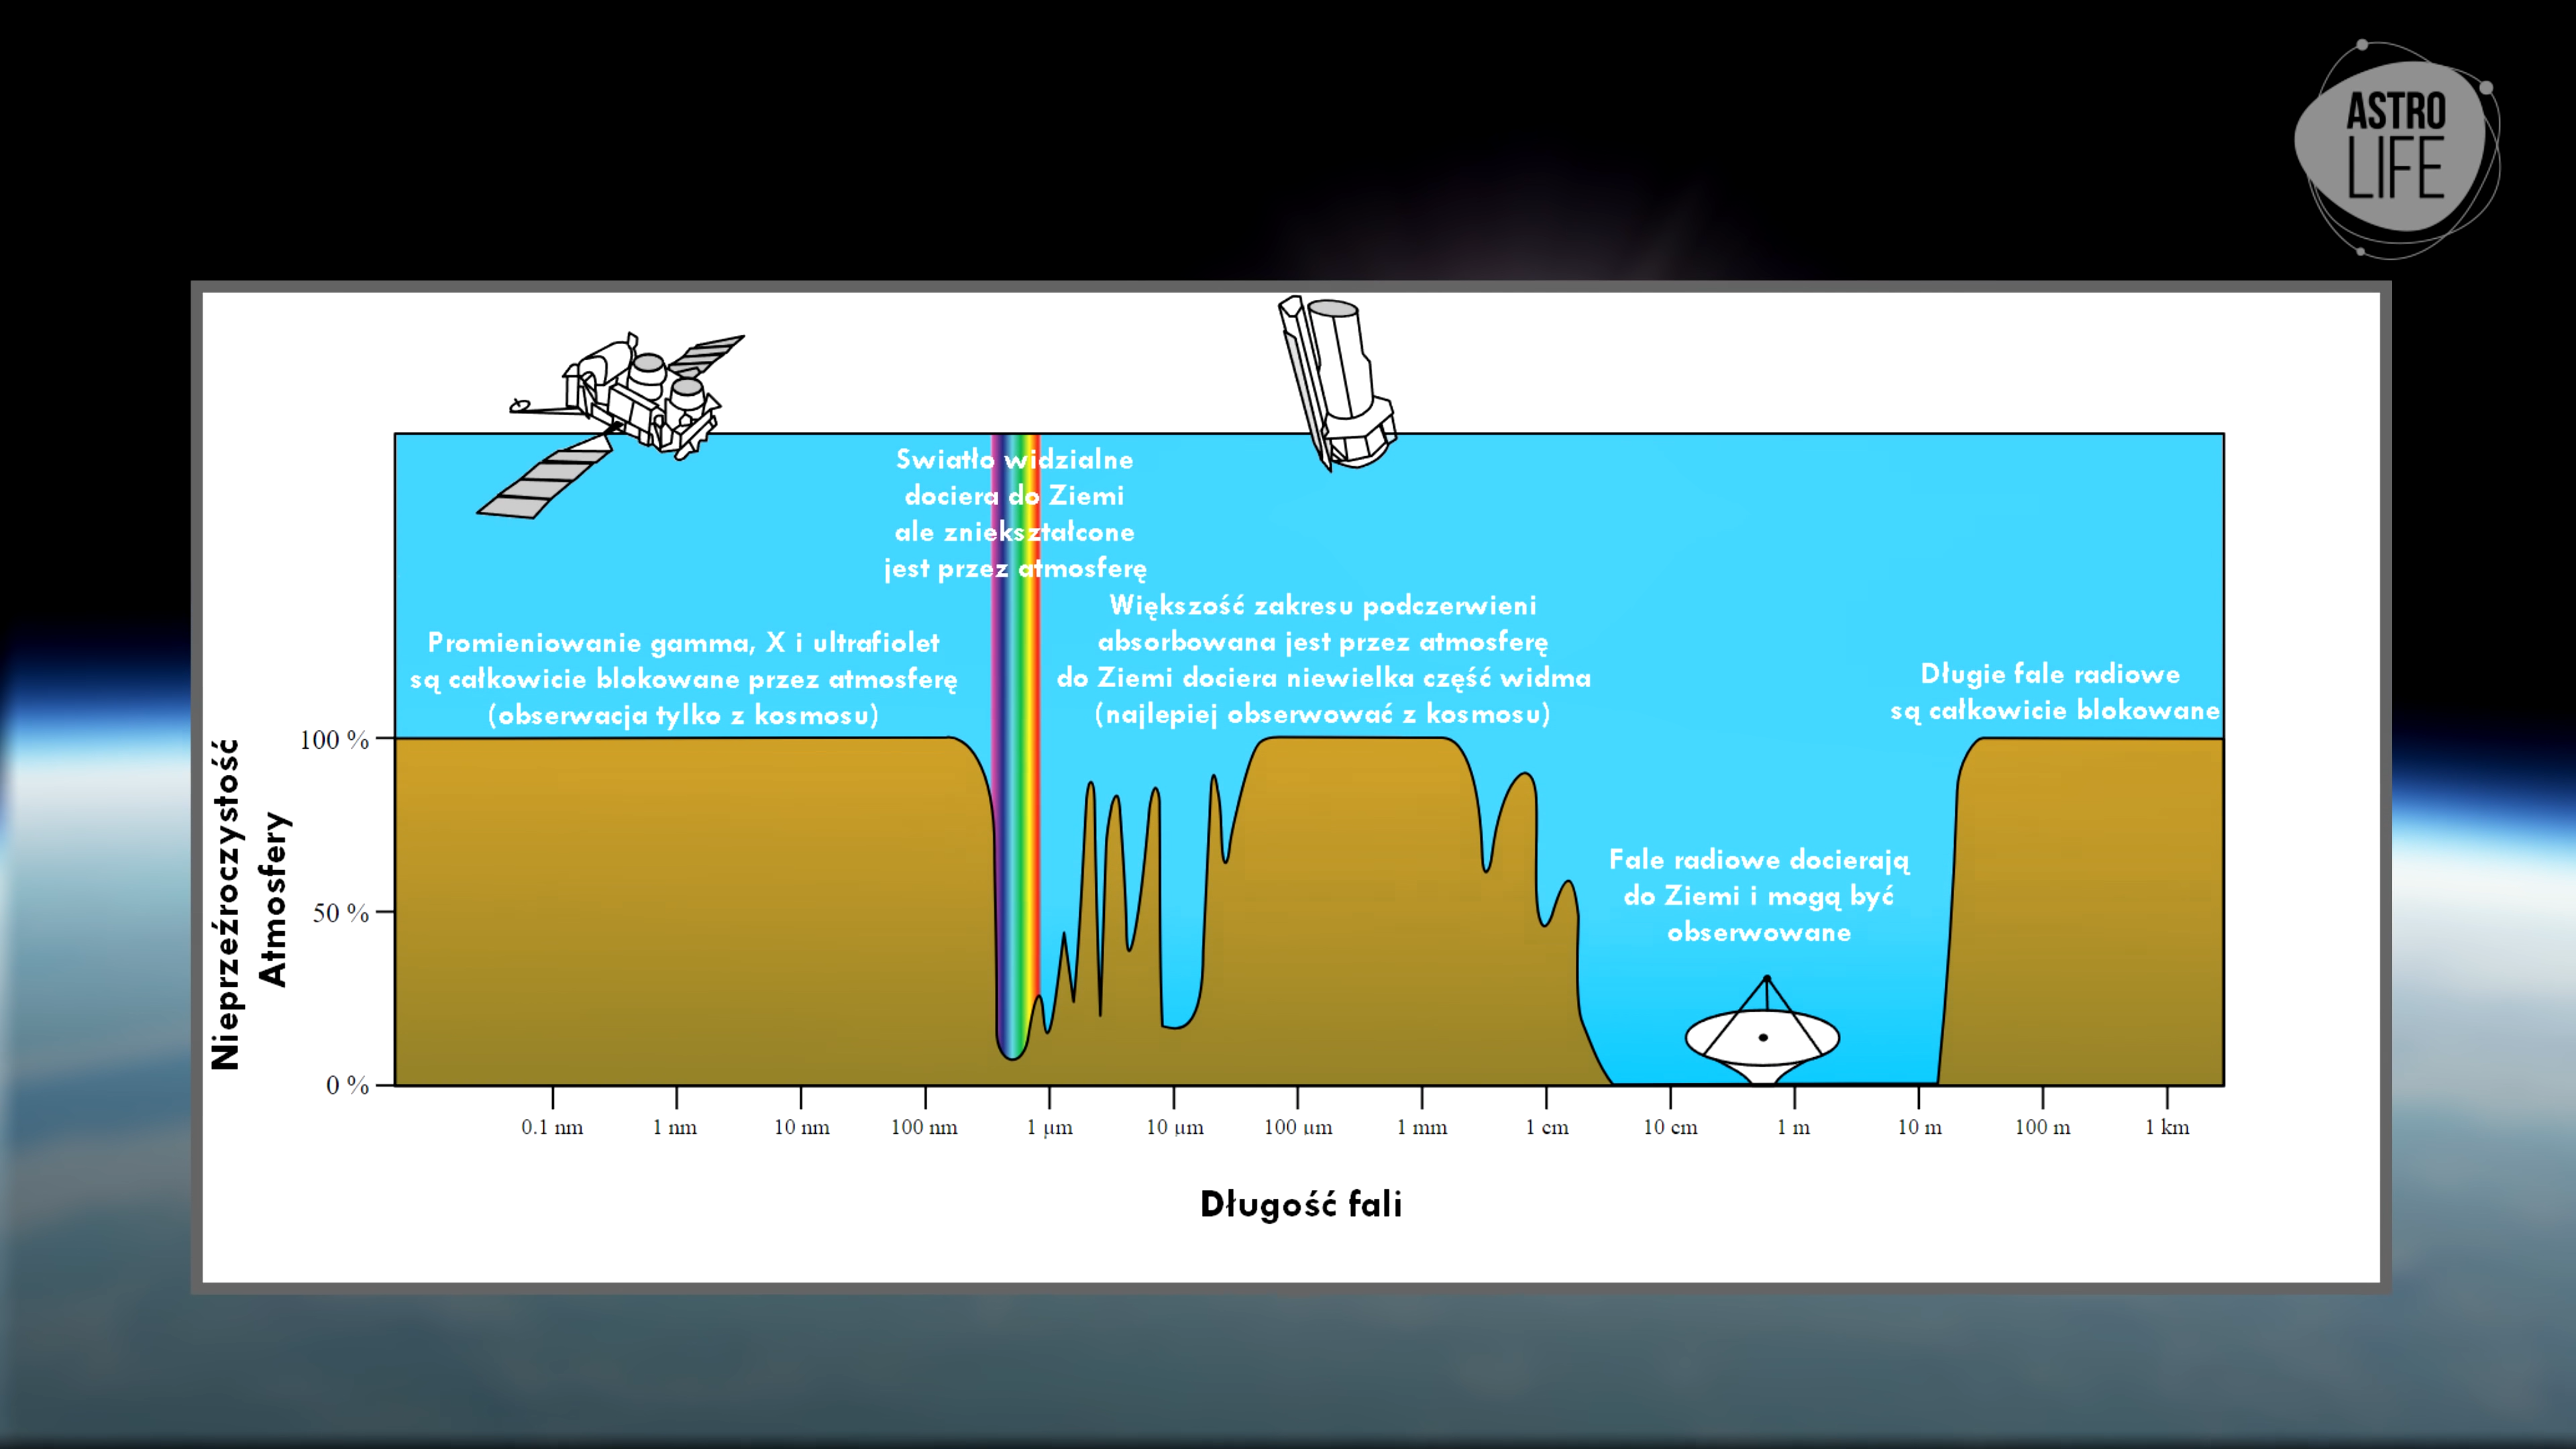 ASTRO
LIFE
Swiatło widzialne
dociera do Ziemi
ale zniekształcone
jest przez atmosferę
Większość zakresu podczerwieni
absorbowana jest przez atmosferę
do Ziemi dociera niewielka część widma
(najlepiej obserwować z kosmosu)
Promieniowanie gamma, X i ultrafiolet
są całkowicie blokowane przez atmosferę
(obserwacja tylko z kosmosu)
Długie fale radiowe
są całkowicie blokowane
Fale radiowe docierają
do Ziemi i mogą być
obserwowane
Nieprzeźroczystość
Atmosfery
100 %
50 %
0 %
0.1 nm 1 nm 10 nm 100 nm 1 µm 10 µm 100 µm 1 mm 1 cm 10 cm 1 m 10 m 100 m 1 km
Długość fali